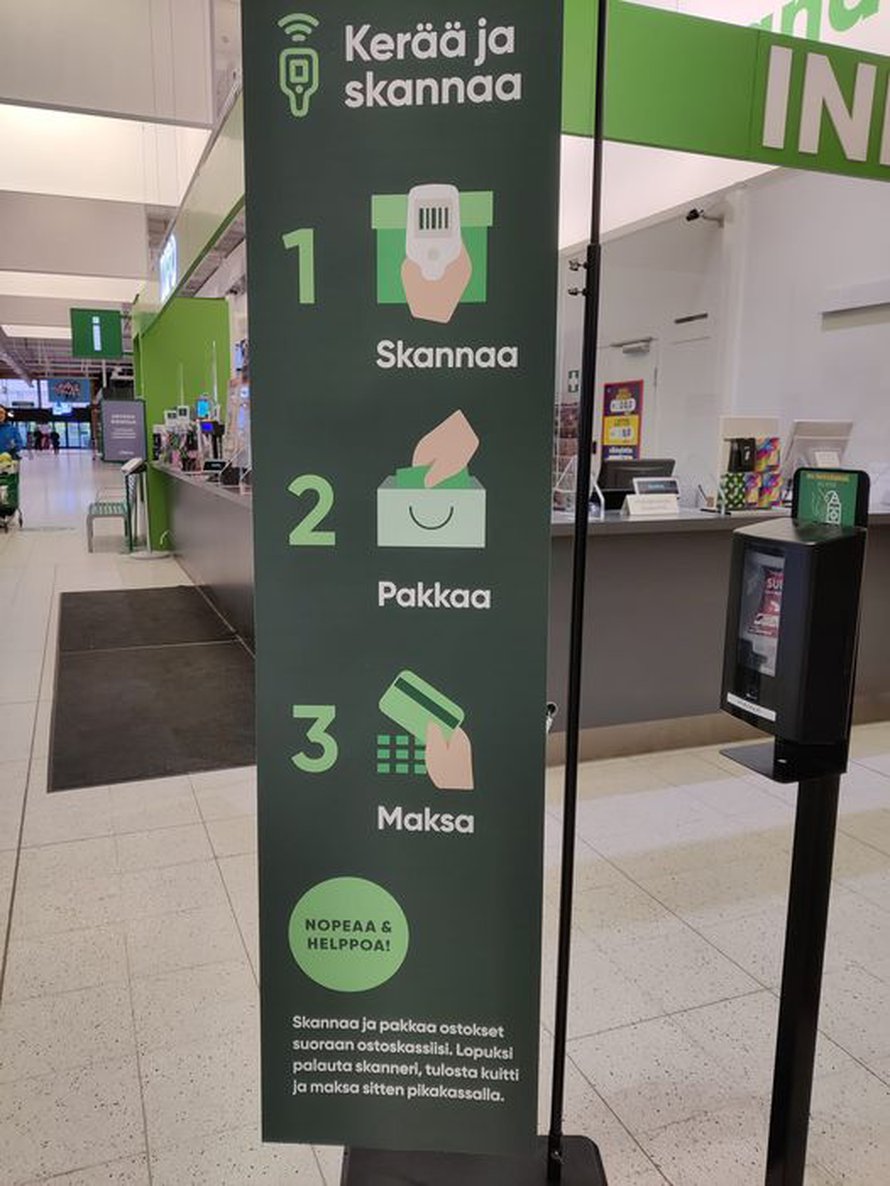 Kerää ja
skannaa
1
Skannaa
2
Pakkaa
3
Maksa
NOPEAA &
HELPPOA!
Skannaa ja pakkaa ostokset
suoraan ostoskassiisi. Lopuksi
palauta skanneri, tulosta kuitti
ja maksa sitten pikakassalla.
IN
i